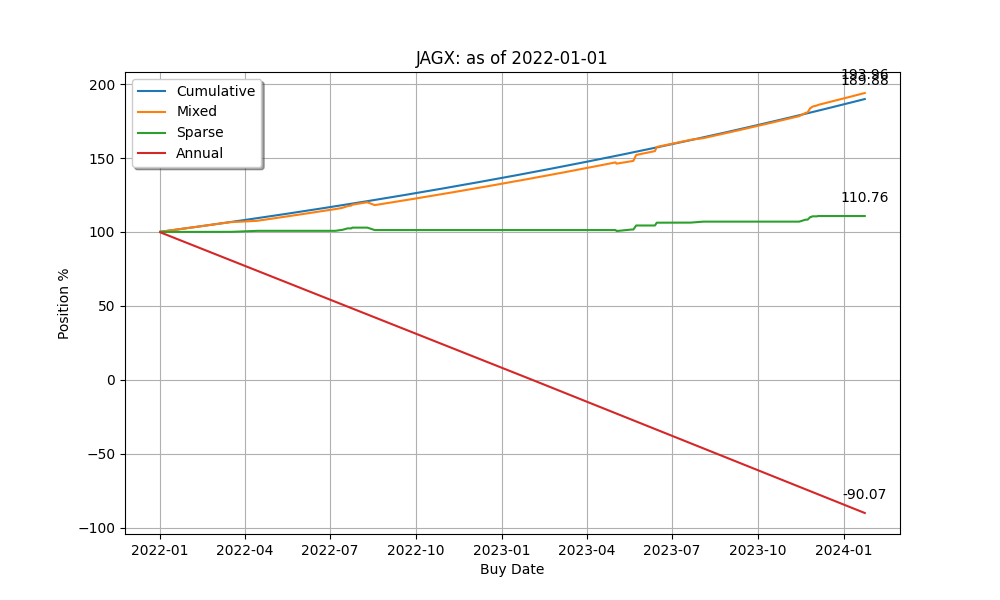 JAGX: as of 2022-01-01
193.96
189.88
200
Cumulative
Mixed
Sparse
Annual
150
110.76
100
50
0
−50
-90.07
−100
2022-01 2022-04 2022-07 2022-10 2023-01 2023-04 2023-07 2023-10 2024-01
Buy Date
Position %